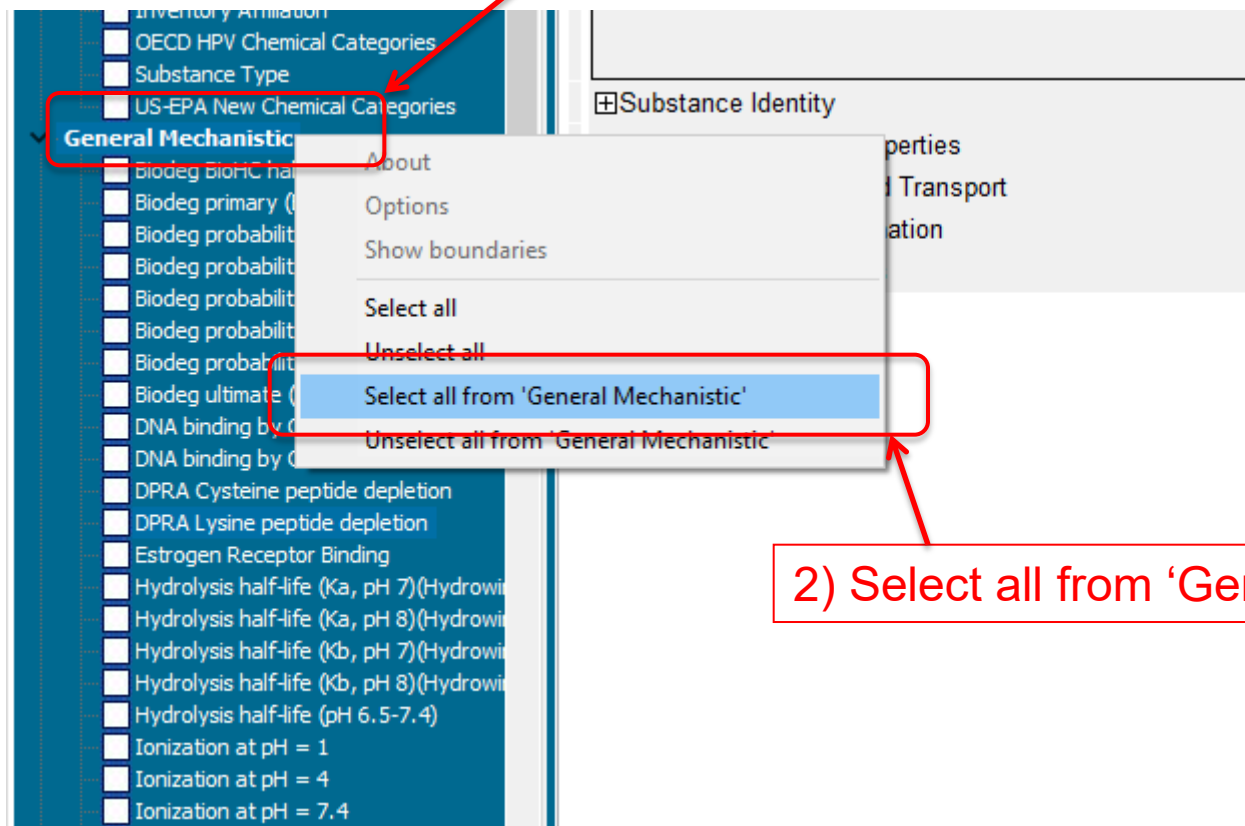 Inventory Affiliation
OECD HPV Chemical Categories
Substance Type
US-EPA New Chemical Categories
General Mechanistic
Biodeg BioHC hal
Biodeg primary (
Biodeg probabilit
Biodeg probabilit
Biodeg probabilit
Biodeg probabilit
Biodeg probabilit
Biodeg ultimate (
DNA binding by O
DNA binding by O
DPRA Cysteine peptide depletion
DPRA Lysine peptide depletion
Estrogen Receptor Binding
Hydrolysis half-life (Ka, pH 7)(Hydrowi
Hydrolysis half-life (Ka, pH 8)(Hydrowi
Hydrolysis half-life (Kb, pH 7)(Hydrowi
Hydrolysis half-life (Kb, pH 8)(Hydrowi
Hydrolysis half-life (pH 6.5-7.4)
Ionization at pH = 1
Ionization at pH = 4
Ionization at pH = 7.4
About
Options
Show boundaries
Select all
Unselect all
Select all from 'General Mechanistic'
Unselect all from 'General Mechanistic'
Substance Identity
perties
d Transport
ation
2) Select all from ‘Ge